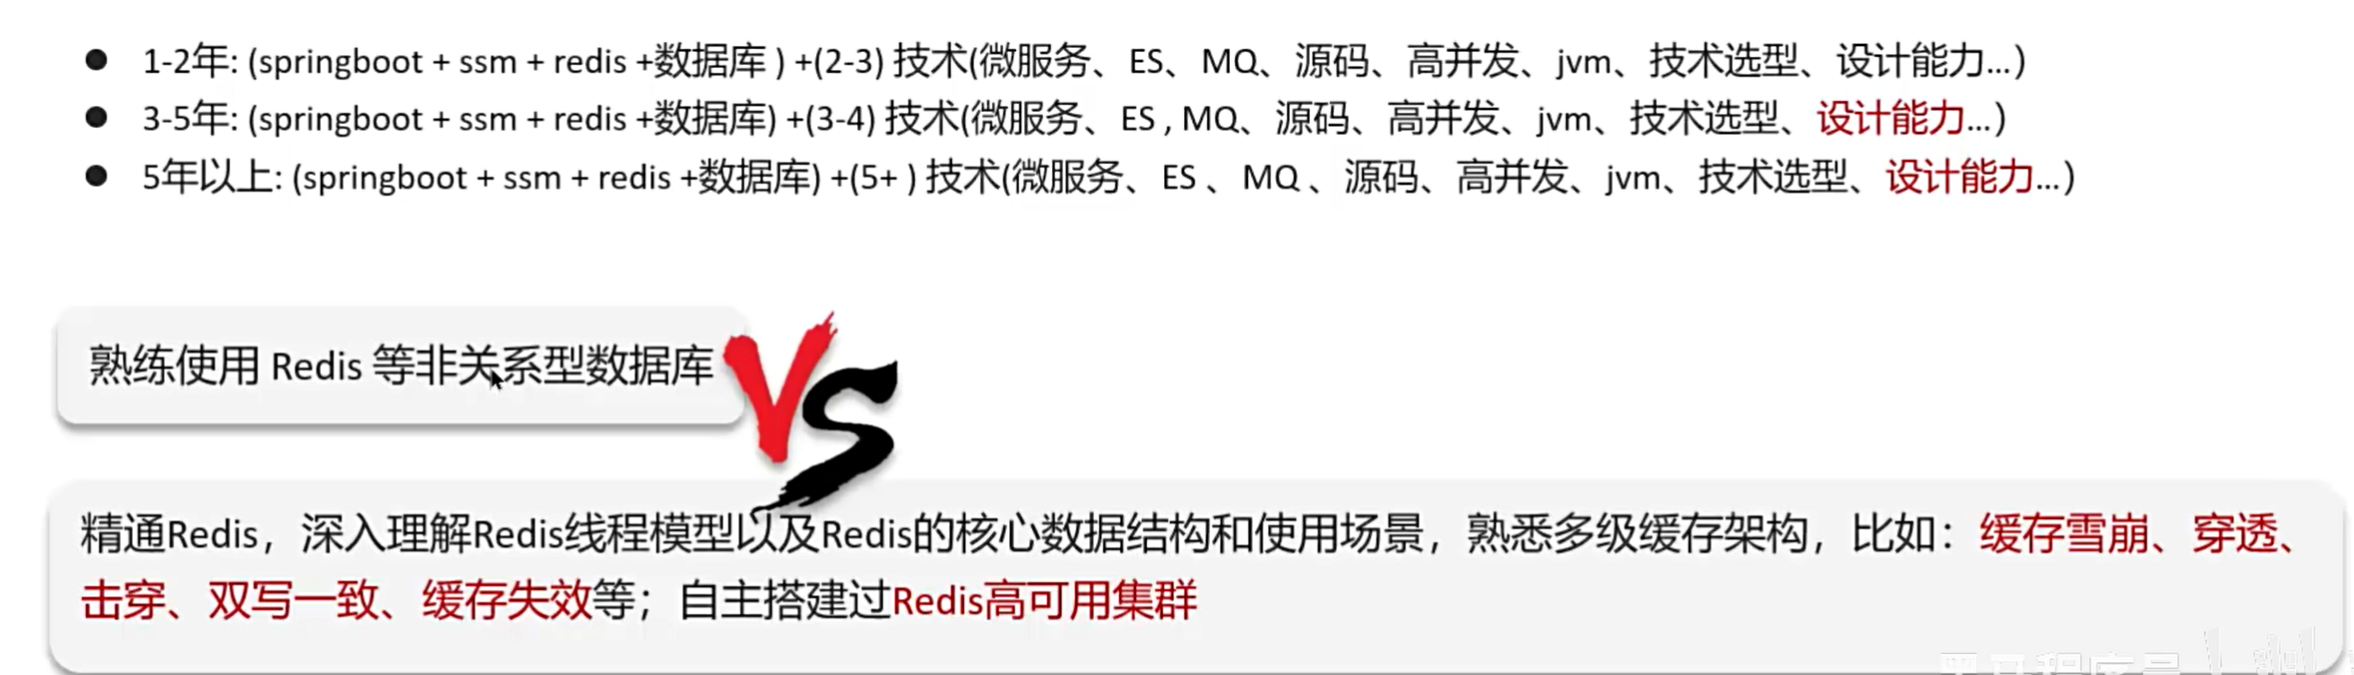 1-2年: (springboot + ssm + redis +数据库 ) +(2-3) 技术(微服务、ES、MQ、源码、高并发、jvm、技术选型、设计能力...)
3-5年: (springboot + ssm + redis +数据库) +(3-4) 技术(微服务、ES , MQ、源码、高并发、jvm、技术选型、设计能力...)
5年以上: (springboot + ssm + redis +数据库) +(5+ ) 技术(微服务、ES 、MQ 、源码、高并发、jvm、技术选型、设计能力...)
熟练使用 Redis 等非关系型数据库
VS
精通Redis，深入理解Redis线程模型以及Redis的核心数据结构和使用场景，熟悉多级缓存架构，比如：缓存雪崩、穿透、
击穿、双写一致、缓存失效等；自主搭建过Redis高可用集群